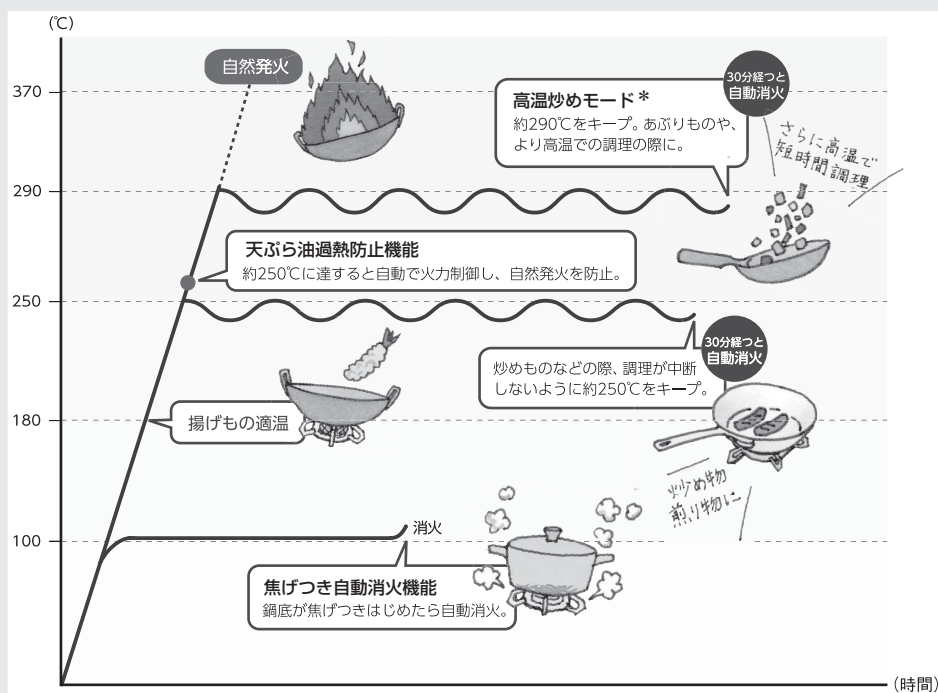 (℃)
自然発火
370
30分経つと
自動消火
高温炒めモード*
約290℃をキープ。あぶりものや、
より高温での調理の際に。
さらに高温で
短時間調理
290
天ぷら油過熱防止機能
約250℃に達すると自動で火力制御し、自然発火を防止。
250
30分経つと
自動消火
炒めものなどの際、調理が中断
しないように約250℃をキープ。
180
揚げもの適温
炒め物
煎り物に
100
消火
焦げつき自動消火機能
鍋底が焦げつきはじめたら自動消火。
(時間)